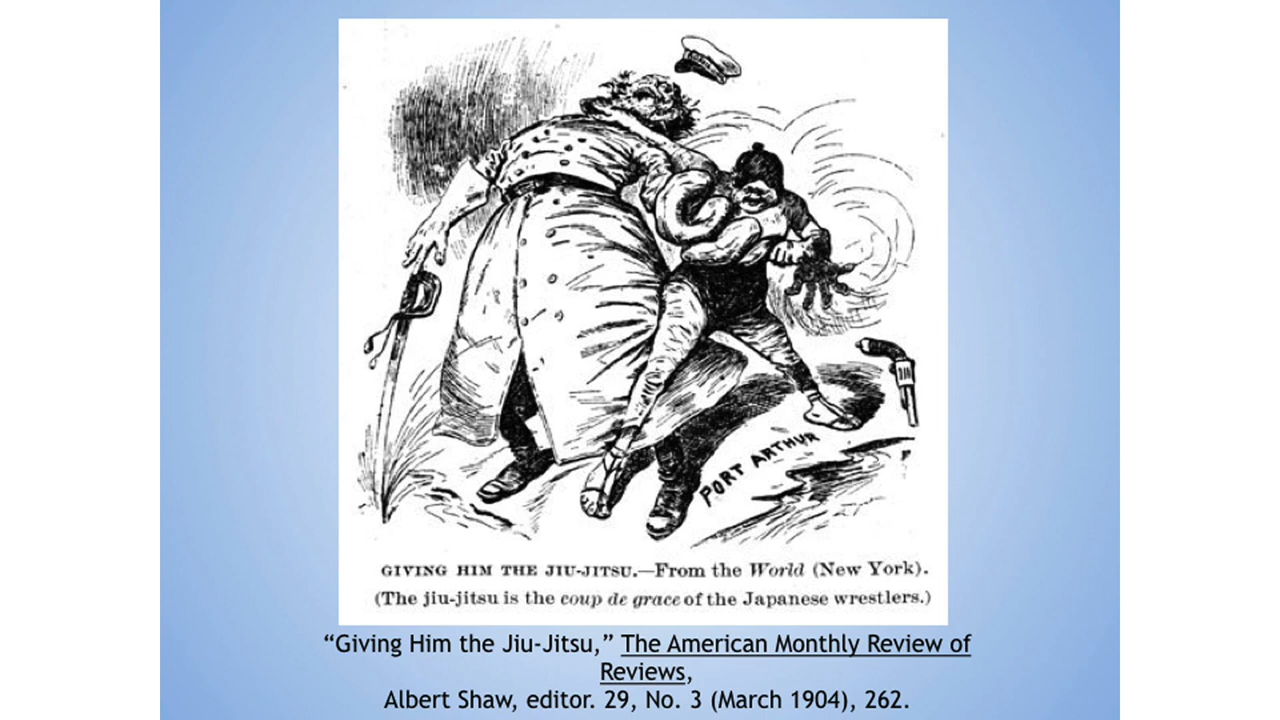 PORT ARTHUR
GIVING HIM THE JIU-JITSU.—From the World (New York).
(The jiu-jitsu is the coup de grace of the Japanese wrestlers.)
“Giving Him the Jiu-Jitsu,” The American Monthly Review of
Reviews,
Albert Shaw, editor. 29, No. 3 (March 1904), 262.